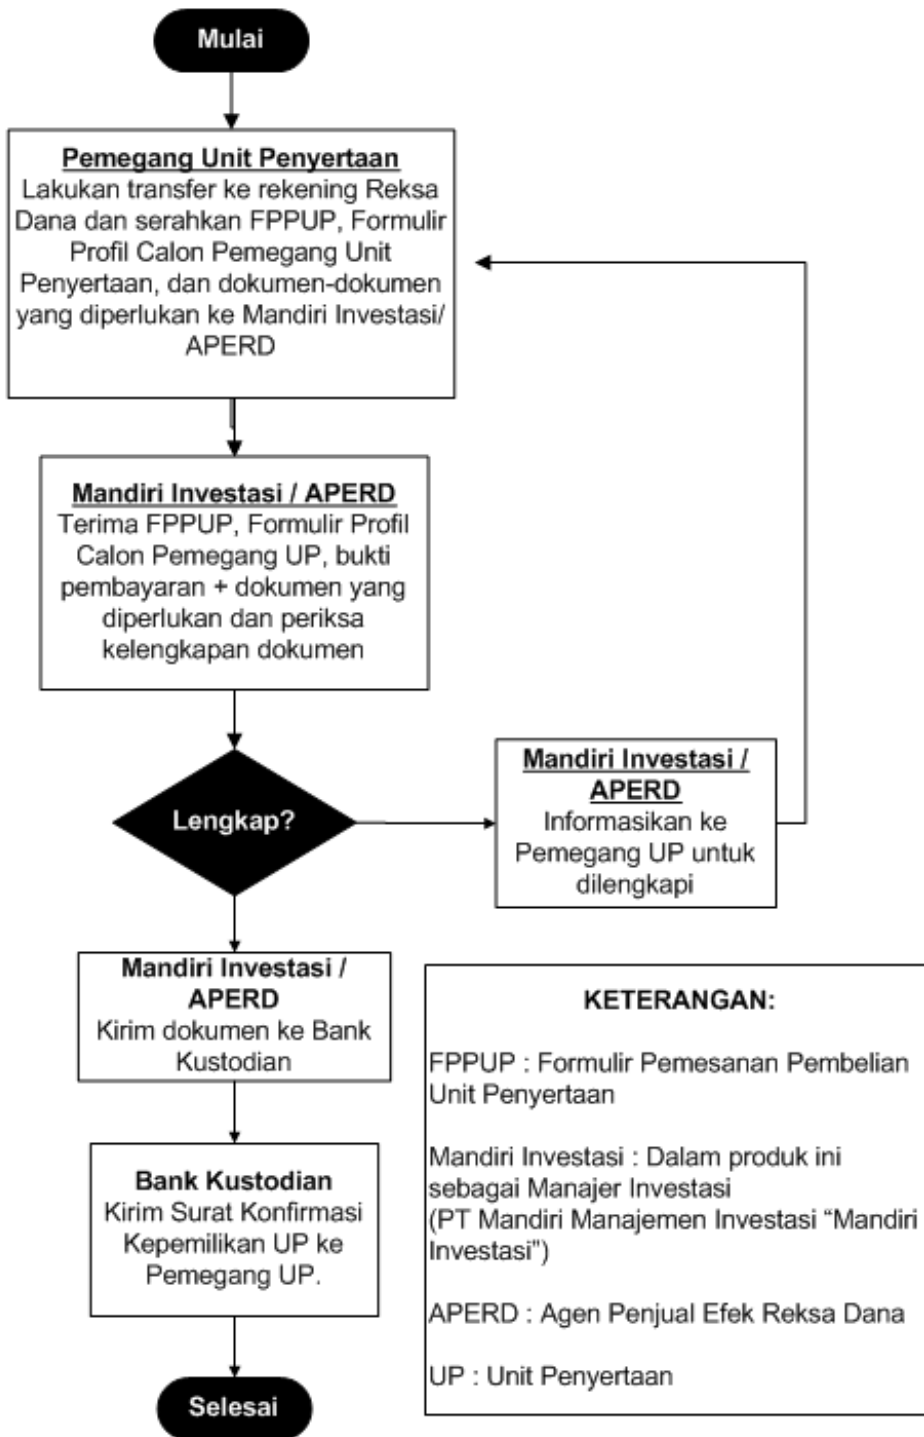 Mulai
Pemegang Unit Penyertaan
Lakukan transfer ke rekening Reksa
Dana dan serahkan FPPUP, Formulir
Profil Calon Pemegang Unit
Penyertaan, dan dokumen-dokumen
yang diperlukan ke Mandiri Investasi/
APERD
Mandiri Investasi / APERD
Terima FPPUP, Formulir Profil
Calon Pemegang UP, bukti
pembayaran + dokumen yang
diperlukan dan periksa
kelengkapan dokumen
Lengkap?
Mandiri Investasi /
APERD
Informasikan ke
Pemegang UP untuk
dilengkapi
Mandiri Investasi /
APERD
Kirim dokumen ke Bank
Kustodian
Bank Kustodian
Kirim Surat Konfirmasi
Kepemilikan UP ke
Pemegang UP.
Selesai
KETERANGAN:
FPPUP : Formulir Pemesanan Pembelian
Unit Penyertaan
Mandiri Investasi : Dalam produk ini
sebagai Manajer Investasi
(PT Mandiri Manajemen Investasi “Mandiri
Investasi”)
APERD : Agen Penjual Efek Reksa Dana
UP : Unit Penyertaan